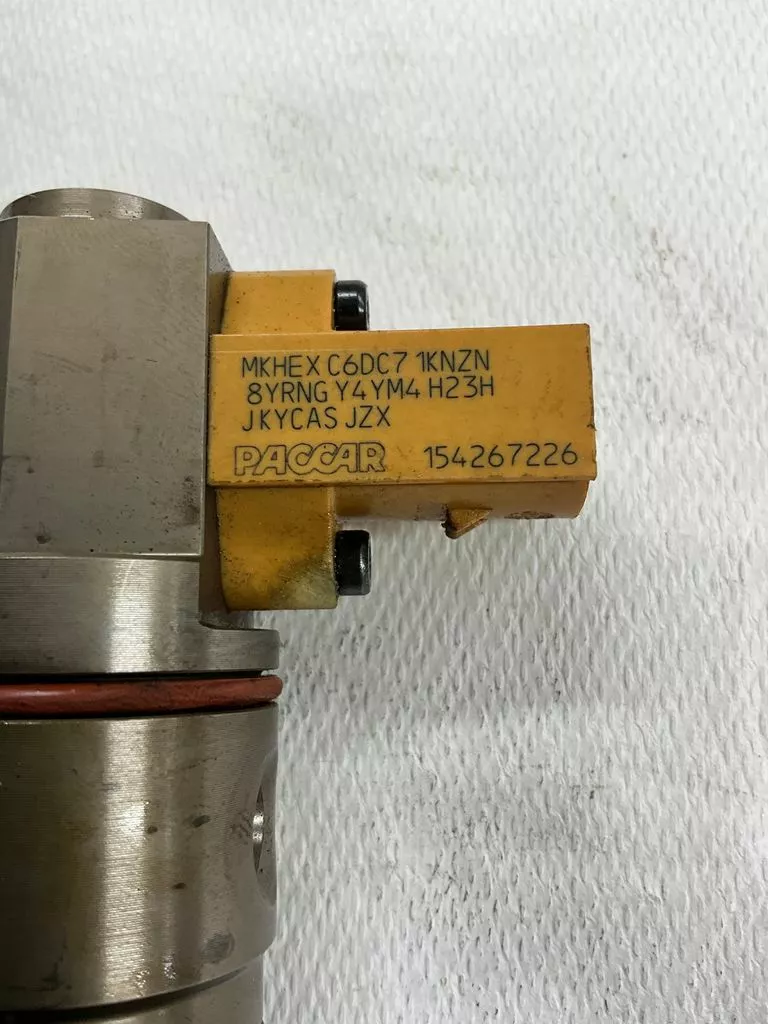 MKHEX C6DC7 1KNZN
8YRNG Y4YM4 H23H
JKYCAS JZX
PACCAR 154267226